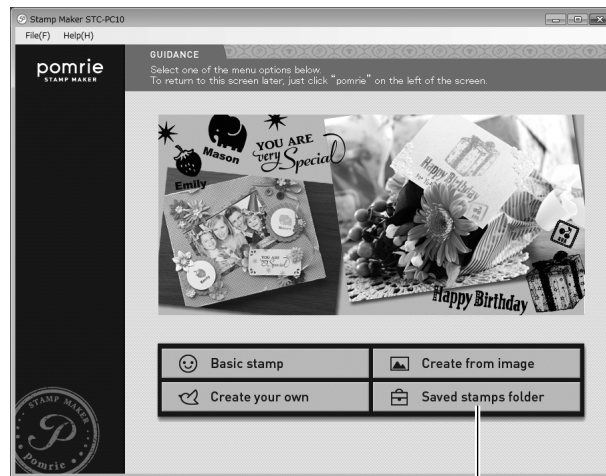 Stamp Maker STC-PC10
File(F) Help(H)
pomrie
STAMP MAKER
GUIDANCE
Select one of the menu options below.
To return to this screen later, just click "pomrie" on the left of the screen.
Mason
Emily
YOU ARE
very Special
Happy Birthday
Happy Birthday
Basic stamp
Create from image
Create your own
Saved stamps folder
STAMP MAKER
Pomrie